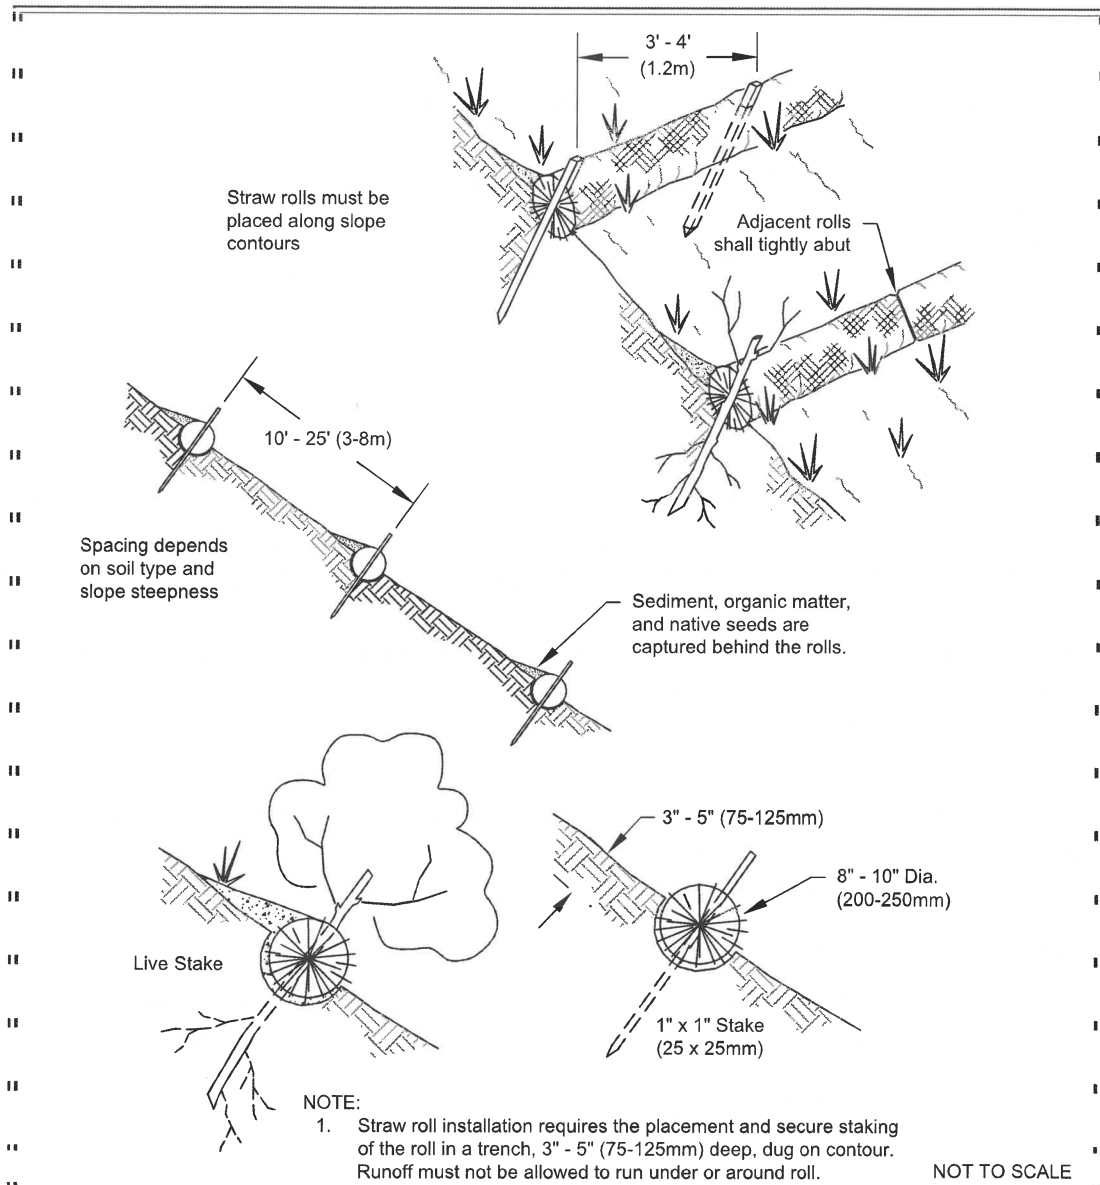 3' - 4'
(1.2m)
Straw rolls must be
placed along slope
contours
Adjacent rolls
shall tightly abut
10' - 25' (3-8m)
Spacing depends
on soil type and
slope steepness
Sediment, organic matter,
and native seeds are
captured behind the rolls.
3" - 5" (75-125mm)
8" - 10" Dia.
(200-250mm)
Live Stake
1" x 1" Stake
(25 x 25mm)
NOTE:
1. Straw roll installation requires the placement and secure staking
of the roll in a trench, 3" - 5" (75-125mm) deep, dug on contour.
Runoff must not be allowed to run under or around roll.
NOT TO SCALE